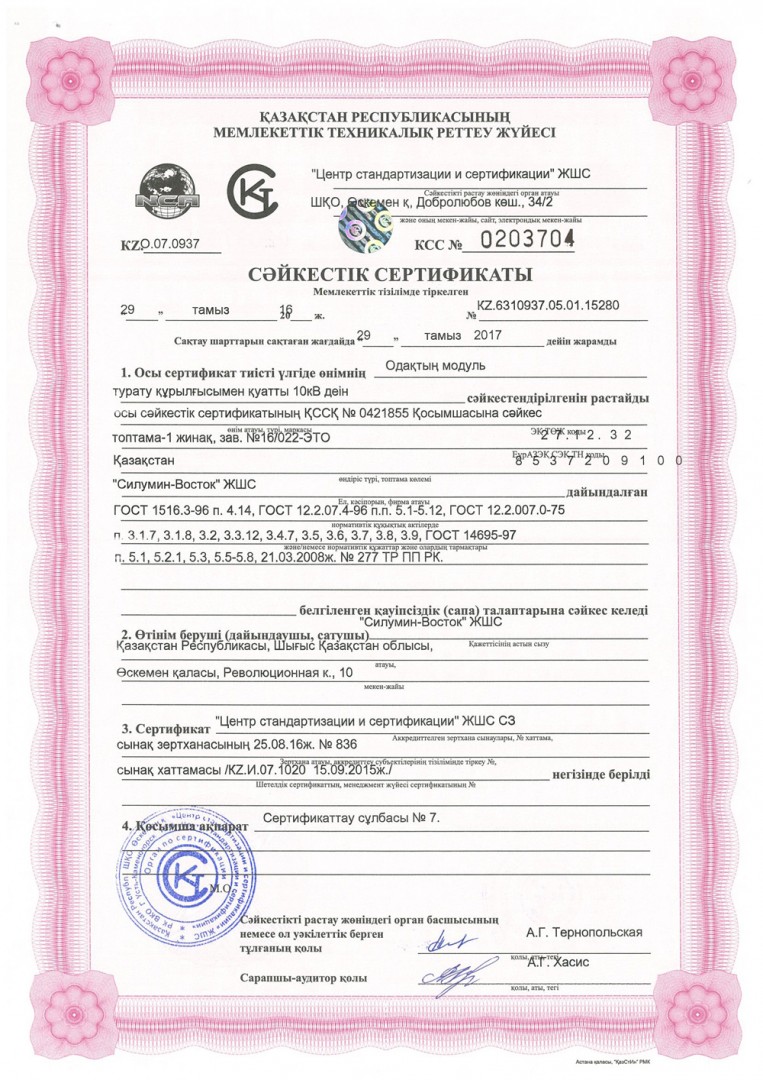 ҚАЗАҚСТАН РЕСПУБЛИКАСЫНЫҢ
МЕМЛЕКЕТТІК ТЕХНИКАЛЫҚ РЕТТЕУ ЖҮЙЕСІ
NCA
"Центр стандартизации и сертификации" ЖШС
Сәйкестікті растау жөніндегі орган атауы
ШҚО, Өскемен қ, Добролюбов көш., 34/2
және оның мекен-жайы, сайт, электрондық мекен-жайы
KZ О.07.0937
КСС № 0203704
СӘЙКЕСТІК СЕРТИФИКАТЫ
Мемлекеттік тізілімде тіркелген
29 „ тамыз 2016 ж. № KZ.6310937.05.01.15280
Сақтау шарттарын сақтаған жағдайда "29 „ тамыз 2017 дейін жарамды
1. Осы сертификат тиісті үлгіде өнімнің Одақтың модуль
турату құрылғысымен қуатты 10кВ деін сәйкестендірілгенін растайды
осы сәйкестік сертификатының ҚССҚ № 0421855 Қосымшасына сәйкес
өнім атауы, түрі, маркасы
ЭҚТӨЖ коды
топтама-1 жинақ, зав. №16/022-ЭТО 27.12.32
ЕурАЗЭҚ СЭҚ ТН коды
Қазақстан 8537209100
өндіріс түрі, топтама көлемі
"Силумин-Восток" ЖШС дайындалған
Ел, кәсіпорын, фирма атауы
ГОСТ 1516.3-96 п. 4.14, ГОСТ 12.2.07.4-96 п.п. 5.1-5.12, ГОСТ 12.2.007.0-75
нормативтік құқықтық актілерде
п. 3.1.7, 3.1.8, 3.2, 3.3.12, 3.4.7, 3.5, 3.6, 3.7, 3.8, 3.9, ГОСТ 14695-97
және/немесе нормативтік құжаттар және олардың тармақтары
п. 5.1, 5.2.1, 5.3, 5.5-5.8, 21.03.2008ж. № 277 ТР ПП РК.
белгіленген қауіпсіздік (сапа) талаптарына сәйкес келеді
"Силумин-Восток" ЖШС
2. Өтінім беруші (дайындаушы, сатушы)
Қазақстан Республикасы, Шығыс Қазақстан облысы,
Қажеттісінің астын сызу
атауы,
Өскемен қаласы, Революционная к., 10
мекен-жайы
3. Сертификат "Центр стандартизации и сертификации" ЖШС СЗ
Аккредиттелген зертхана сынаулары, № хаттама,
сынақ зертханасының 25.08.16ж. № 836
Зертхана атауы, аккредиттеу субъектілерінің тізілімінде тіркеу №,
сынақ хаттамасы /KZ.И.07.1020 15.09.2015ж./ негізінде берілді
Шетелдік сертификаттың, менеджмент жүйесі сертификатының №
4. Қосымша ақпарат Сертификаттау сұлбасы № 7.
Орган по сертификации
М.О.
Сәйкестікті растау жөніндегі орган басшысының
немесе ол уәкілеттік берген
тұлғаның қолы
А.Г. Тернопольская
қолы, аты, тегі
А.Г. Хасис
Сарапшы-аудитор қолы
қолы, аты, тегі
Астана қаласы, "ҚазСтИн" РМК